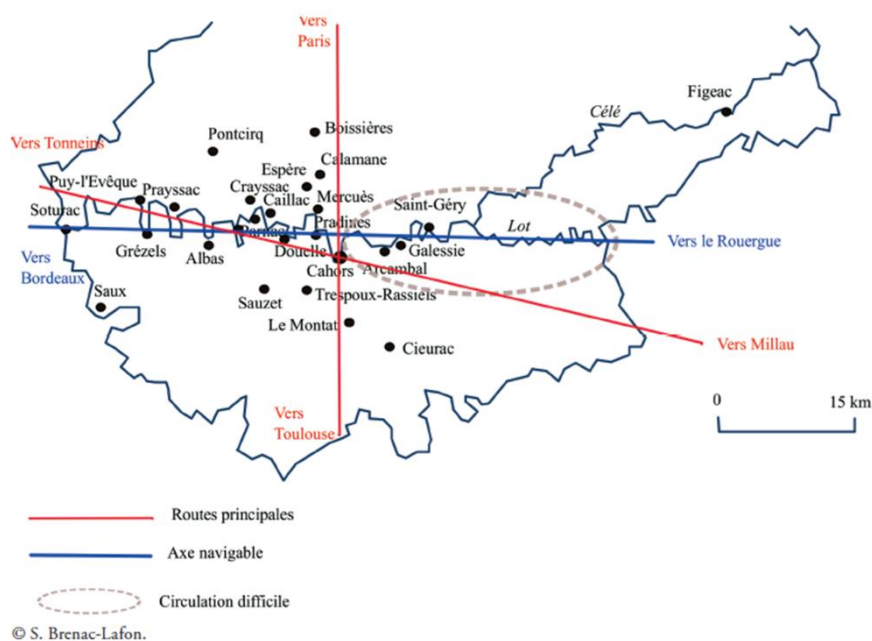 Vers
Paris
Figeac
Célé
Boissières
Pontcirq
Vers Tonneins
Espère
Calamane
Puy-l'Evêque
Prayssac
Crayssac
Caillac
Mercuès
Saint-Géry
Soturac
Parnac
Pradines
Lot
Vers le Rouergue
Vers
Bordeaux
Grézels
Albas
Douelle
Galessie
Cahors
Arcambal
Saux
Sauzet
Trespoux-Rassiels
Le Montat
Cieurac
Vers Millau
0
15 km
Vers
Toulouse
Routes principales
Axe navigable
Circulation difficile
© S. Brenac-Lafon.